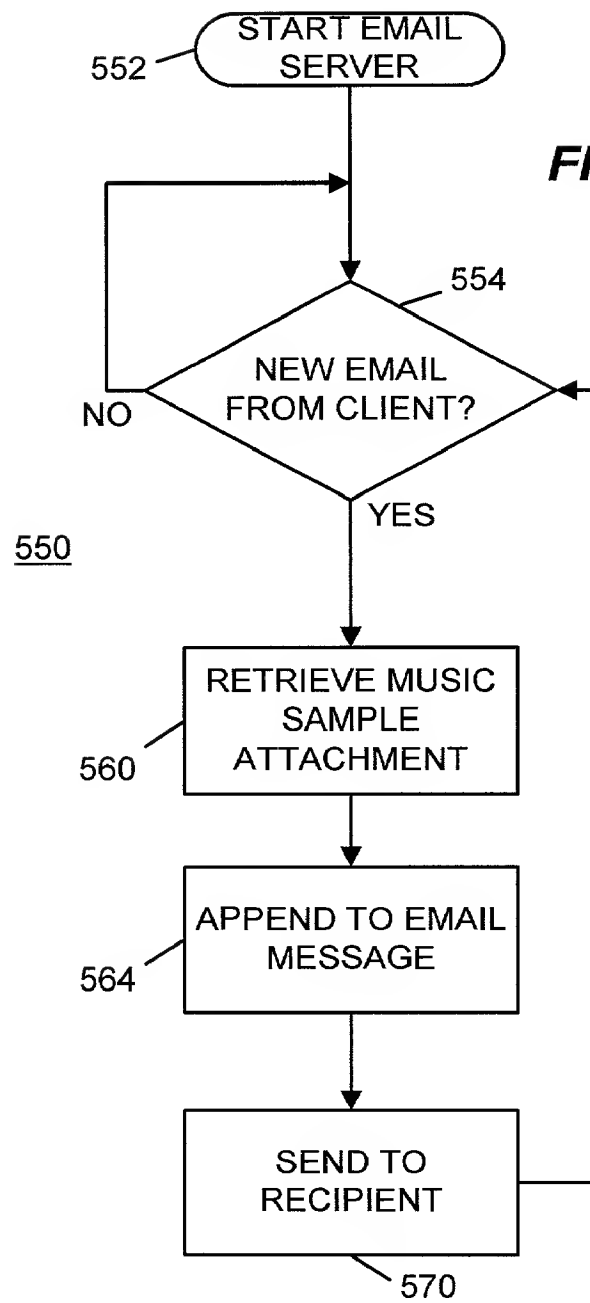 START EMAIL
SERVER
552
554
NEW EMAIL
FROM CLIENT?
NO
YES
550
RETRIEVE MUSIC
SAMPLE
ATTACHMENT
560
APPEND TO EMAIL
MESSAGE
564
SEND TO
RECIPIENT
570